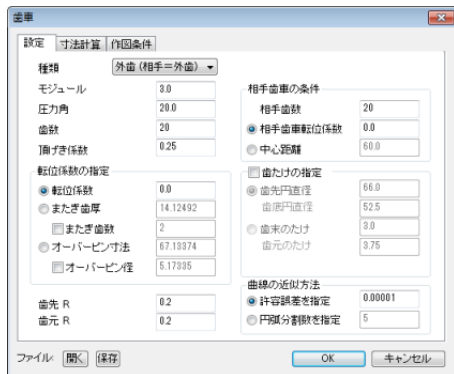 歯車
設定 寸法計算 作図条件
種類 外歯(相手=外歯)
モジュール 3.0
圧力角 20.0
歯数 20
頂げき係数 0.25
転位係数の指定
転位係数 0.0
またぎ歯厚 14.12492
またぎ歯数 2
オーバーピン寸法 67.13374
オーバーピン径 5.17335
歯先 R 0.2
歯元 R 0.2
相手歯車の条件
相手歯数 20
相手歯車転位係数 0.0
中心距離 60.0
歯たけの指定
歯先円直径 66.0
歯底円直径 52.5
歯末のたけ 3.0
歯元のたけ 3.75
曲線の近似方法
許容誤差を指定 0.00001
円弧分割数を指定 5
ファイル: 開く 保存
OK キャンセル